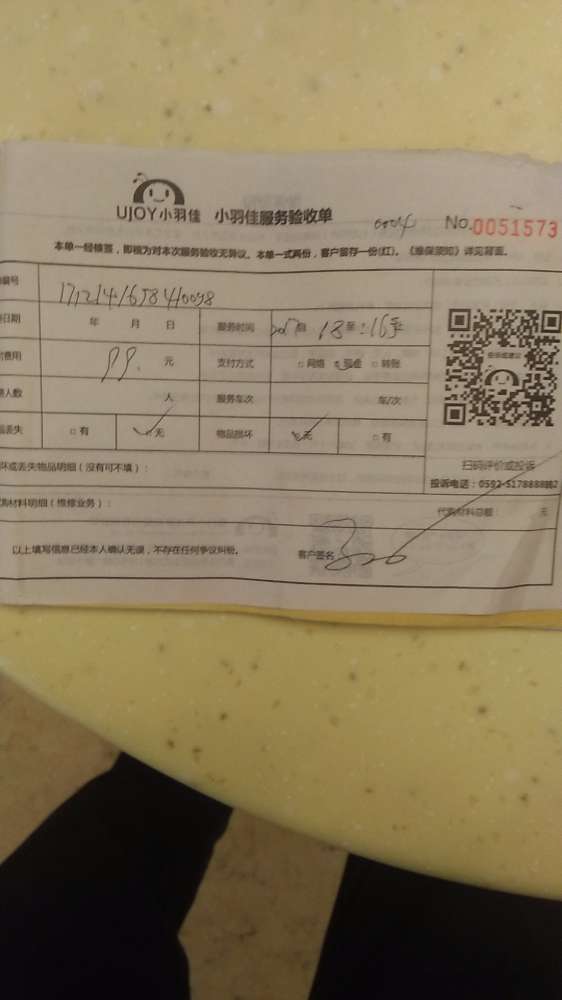 UJOY小羽佳 小羽佳服务验收单 0004 No.0051573
本单一经核签，即视为对本次服务验收无异议。本单一式两份，客户留存一份(红)。《维保须知》详见背面。
编号
日期 年 月 日 服务时间 18 至
费用 99. 元 支付方式 □网络 现金 □转账
人数 人 服务车次 车/次
丢失 □有 无 物品损坏 无 □有
坏或丢失物品明细（没有可不填）：
扫码评价或投诉
投诉电话：0592-5178888
购材料明细（维修业务）： 代购材料总额： 元
以上填写信息已经本人确认无误，不存在任何争议纠纷。 客户签名